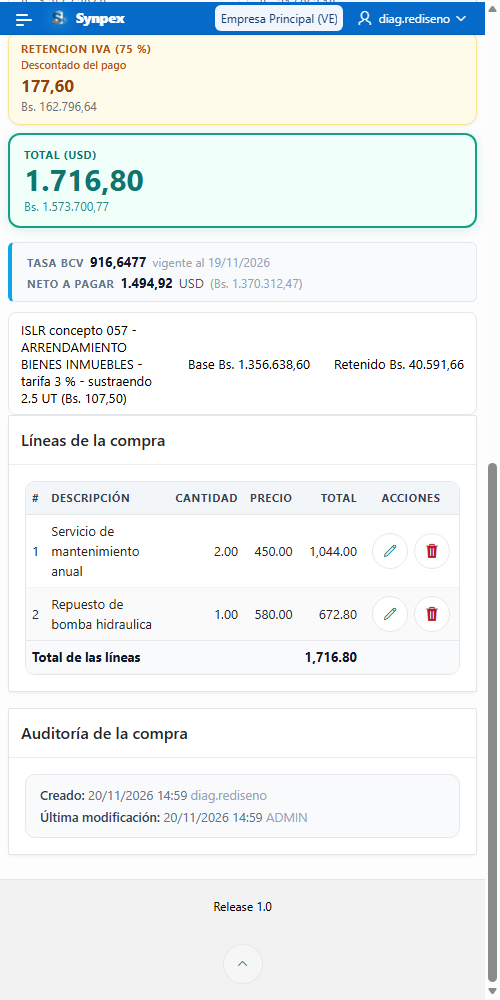 Synpex
Empresa Principal (VE)
diag.rediseno
RETENCION IVA (75 %)
Descontado del pago
177,60
Bs. 162.796,64
TOTAL (USD)
1.716,80
Bs. 1.573.700,77
TASA BCV 916,6477 vigente al 19/11/2026
NETO A PAGAR 1.494,92 USD (Bs. 1.370.312,47)
ISLR concepto 057 -
ARRENDAMIENTO
BIENES INMUEBLES -
tarifa 3 % - sustraendo
2.5 UT (Bs. 107,50)
Base Bs. 1.356.638,60
Retenido Bs. 40.591,66
Líneas de la compra
# DESCRIPCIÓN CANTIDAD PRECIO TOTAL ACCIONES
1 Servicio de
mantenimiento
anual
2.00 450.00 1,044.00
2 Repuesto de
bomba hidraulica
1.00 580.00 672.80
Total de las líneas 1,716.80
Auditoría de la compra
Creado: 20/11/2026 14:59 diag.rediseno
Última modificación: 20/11/2026 14:59 ADMIN
Release 1.0